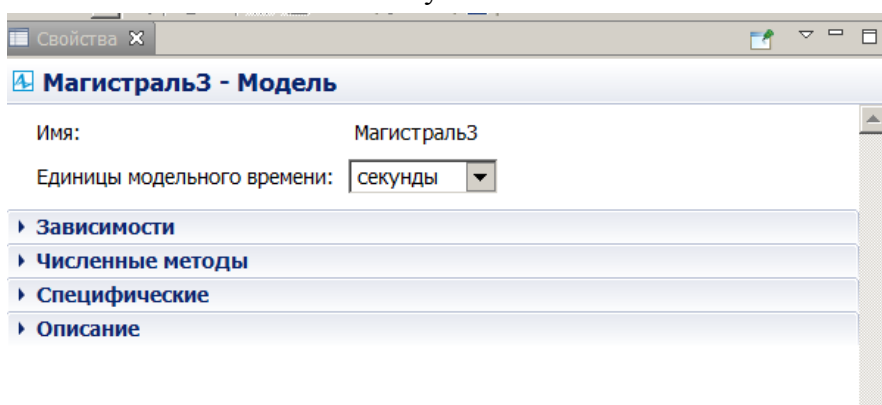 Свойства
Магистраль3 - Модель
Имя: Магистраль3
Единицы модельного времени: секунды
Зависимости
Численные методы
Специфические
Описание